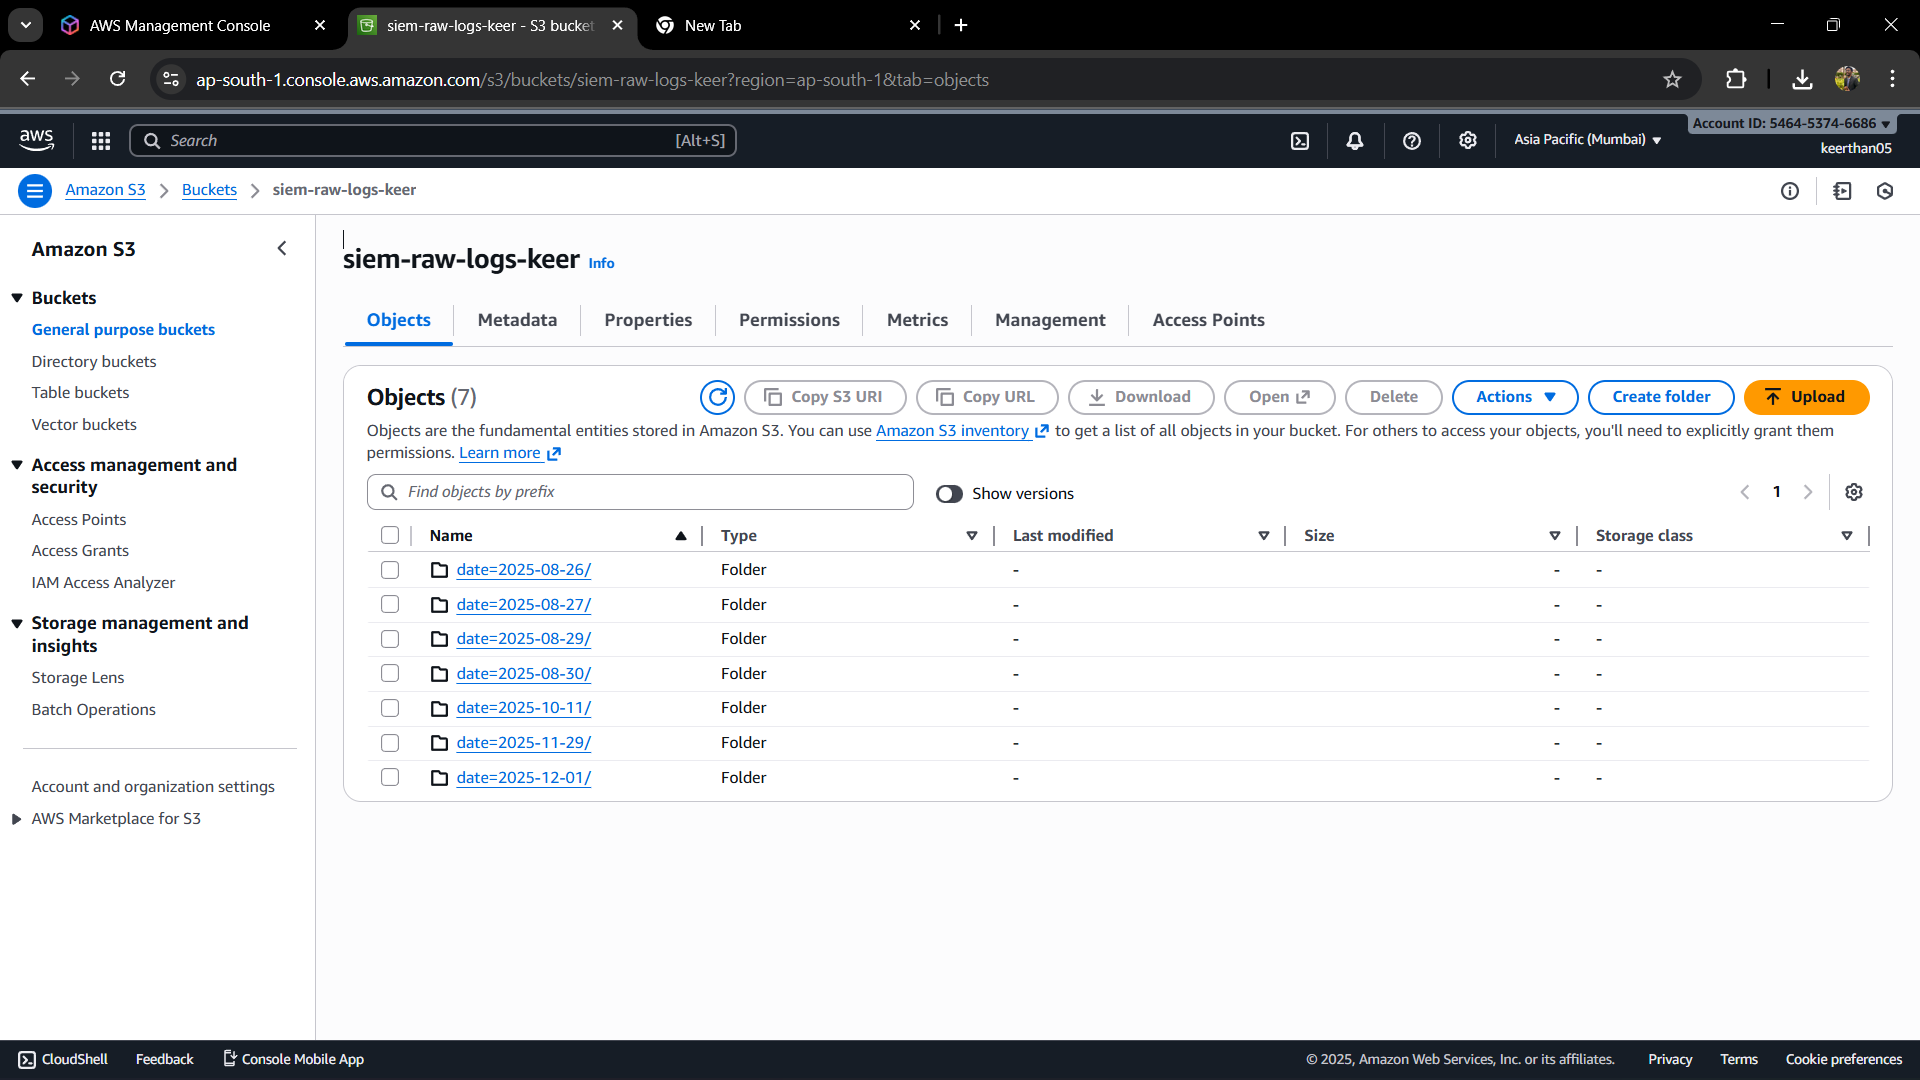 AWS Management Console
siem-raw-logs-keer - S3 bucket
New Tab
ap-south-1.console.aws.amazon.com/s3/buckets/siem-raw-logs-keer?region=ap-south-1&tab=objects
aws
Search
[Alt+S]
Asia Pacific (Mumbai)
Account ID: 5464-5374-6686
keerthan05
Amazon S3
Buckets
siem-raw-logs-keer
Amazon S3
Buckets
General purpose buckets
Directory buckets
Table buckets
Vector buckets
Access management and
security
Access Points
Access Grants
IAM Access Analyzer
Storage management and
insights
Storage Lens
Batch Operations
Account and organization settings
AWS Marketplace for S3
siem-raw-logs-keer Info
Objects
Metadata
Properties
Permissions
Metrics
Management
Access Points
Objects (7)
Copy S3 URI
Copy URL
Download
Open
Delete
Actions
Create folder
Upload
Objects are the fundamental entities stored in Amazon S3. You can use Amazon S3 inventory to get a list of all objects in your bucket. For others to access your objects, you'll need to explicitly grant them
permissions. Learn more
Find objects by prefix
Show versions
1
Name Type Last modified Size Storage class
date=2025-08-26/ Folder - - -
date=2025-08-27/ Folder - - -
date=2025-08-29/ Folder - - -
date=2025-08-30/ Folder - - -
date=2025-10-11/ Folder - - -
date=2025-11-29/ Folder - - -
date=2025-12-01/ Folder - - -
CloudShell
Feedback
Console Mobile App
© 2025, Amazon Web Services, Inc. or its affiliates.
Privacy
Terms
Cookie preferences